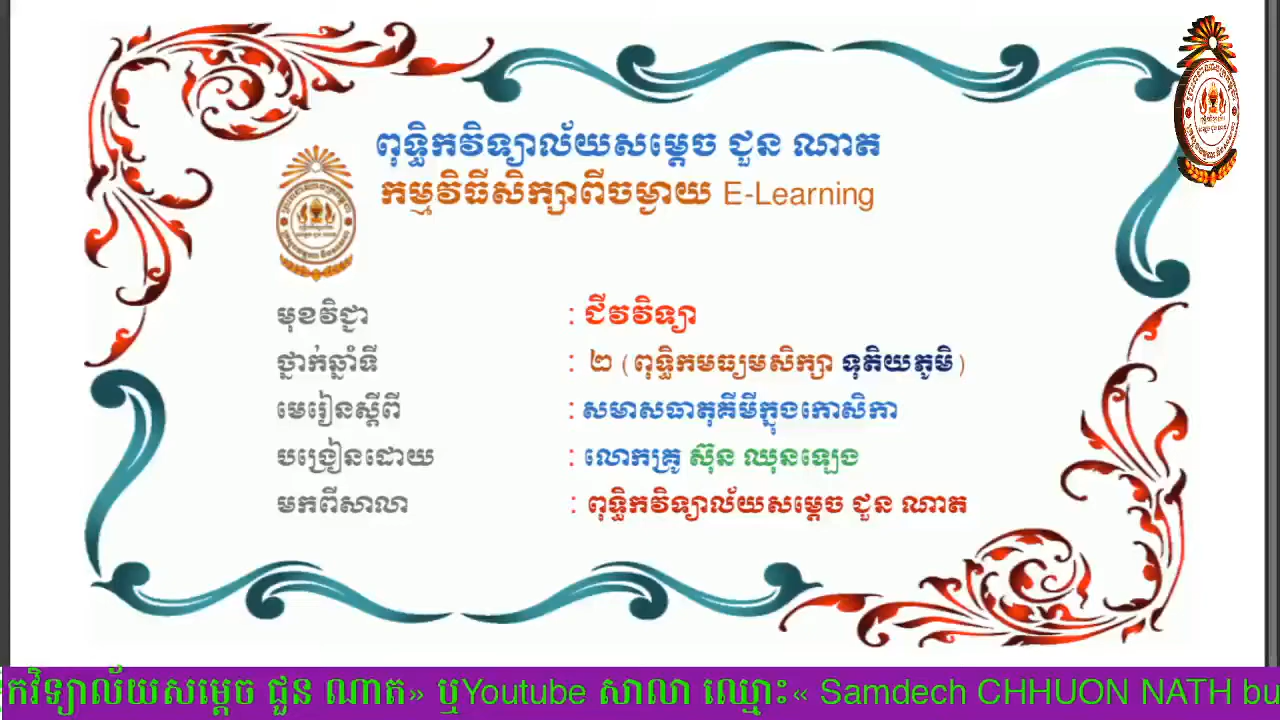 ពុទ្ធិកវិទ្យាល័យសម្ដេច ជួន ណាត
កម្មវិធីសិក្សាពីចម្ងាយ E-Learning
មុខវិជ្ជា : ជីវវិទ្យា
ថ្នាក់ឆ្នាំទី : ២ (ពុទ្ធិកមធ្យមសិក្សា ទុតិយភូមិ)
មេរៀនស្ដីពី : សមាសធាតុគីមីក្នុងកោសិកា
បង្រៀនដោយ : លោកគ្រូ ស៊ុន ឈុនឡេង
មកពីសាលា : ពុទ្ធិកវិទ្យាល័យសម្ដេច ជួន ណាត
កវិទ្យាល័យសម្ដេច ជួន ណាត» ឬYoutube សាលា ឈ្មោះ« Samdech CHHUON NATH bu